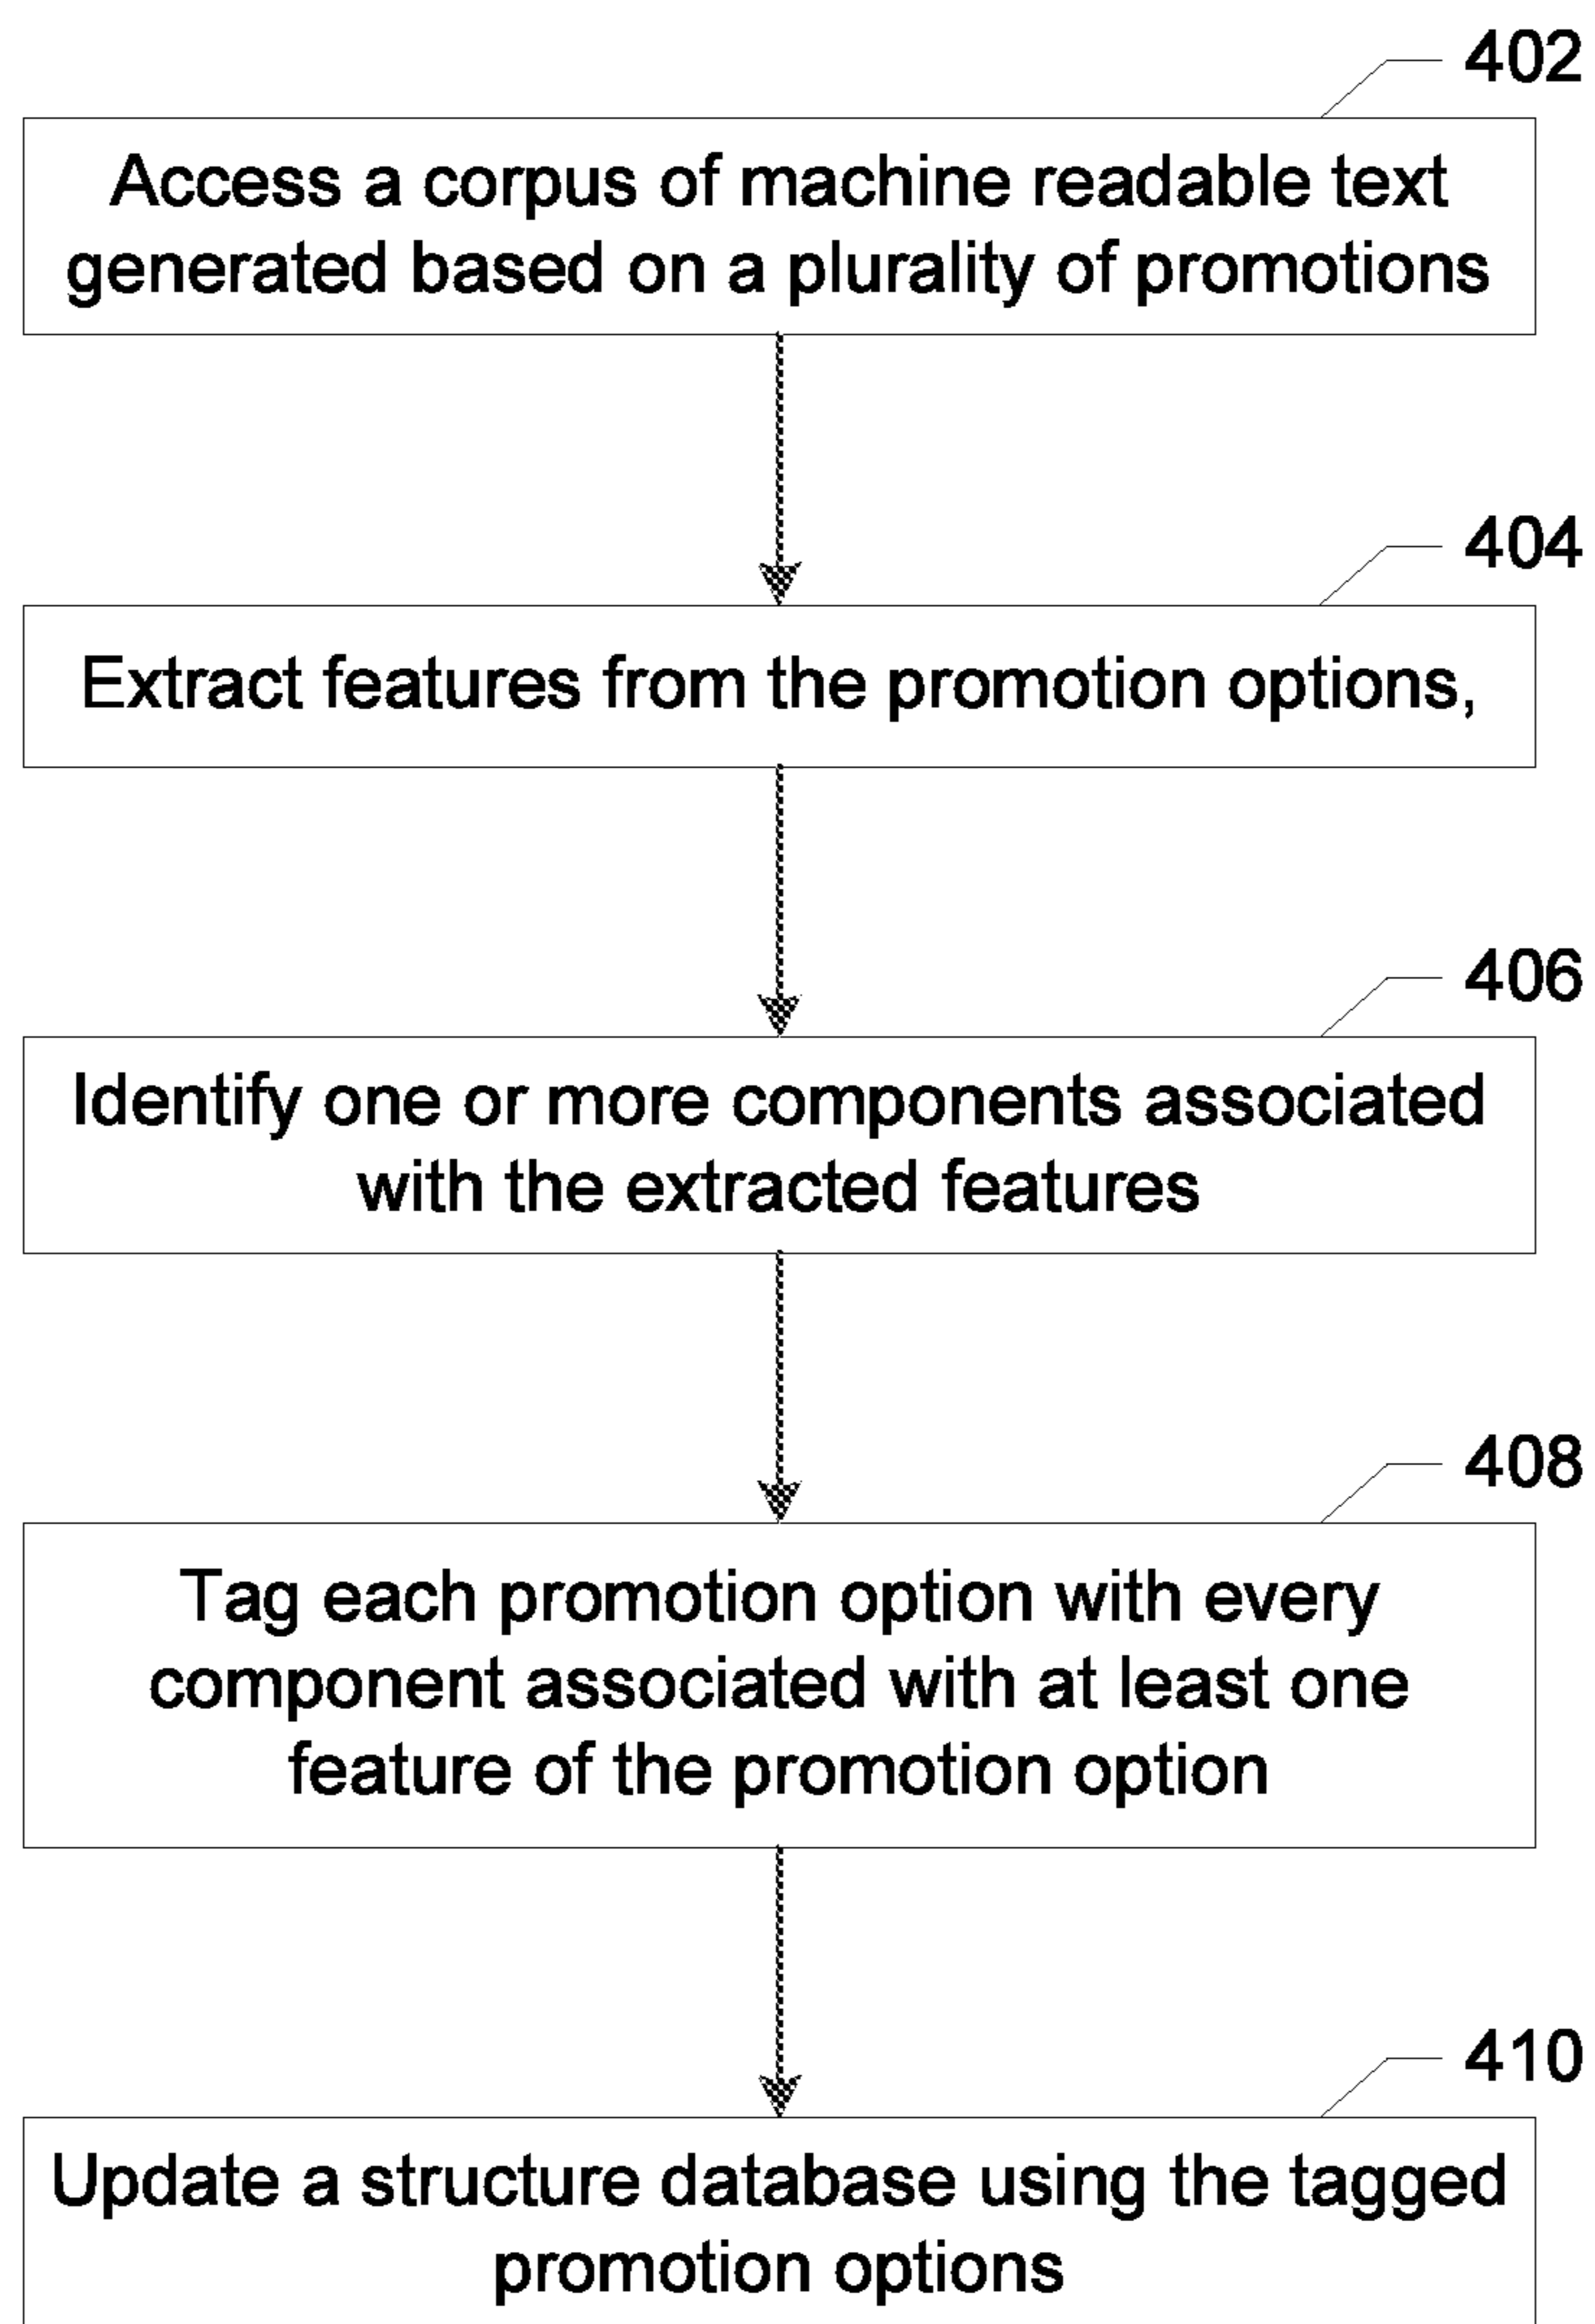 402
Access a corpus of machine readable text
generated based on a plurality of promotions
404
Extract features from the promotion options,
406
Identify one or more components associated
with the extracted features
408
Tag each promotion option with every
component associated with at least one
feature of the promotion option
410
Update a structure database using the tagged
promotion options